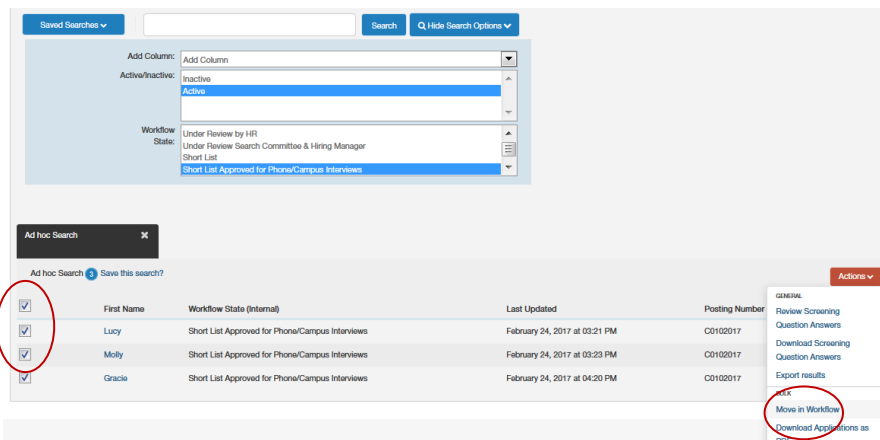 Saved Searches
Search
Hide Search Options
Add Column:
Add Column
Active/Inactive:
Inactive
Active
Workflow
State:
Under Review by HR
Under Review Search Committee & Hiring Manager
Short List
Short List Approved for Phone/Campus Interviews
Ad hoc Search
Ad hoc Search 3 Save this search?
Actions
First Name Workflow State (Internal) Last Updated Posting Number
Lucy Short List Approved for Phone/Campus Interviews February 24, 2017 at 03:21 PM C0102017
Molly Short List Approved for Phone/Campus Interviews February 24, 2017 at 03:23 PM C0102017
Gracie Short List Approved for Phone/Campus Interviews February 24, 2017 at 04:20 PM C0102017
GENERAL
Review Screening
Question Answers
Download Screening
Question Answers
Export results
BULK
Move in Workflow
Download Applications as